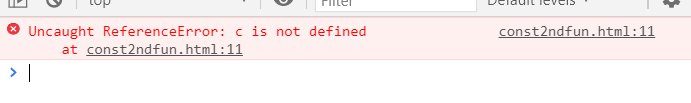 top
Filter
Default levels
Uncaught ReferenceError: c is not defined const2ndfun.html:11
at const2ndfun.html:11